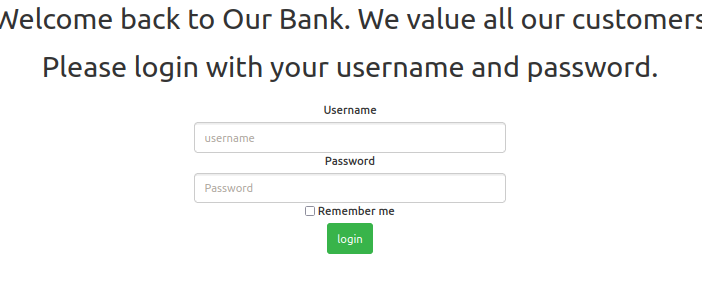 Welcome back to Our Bank. We value all our customers
Please login with your username and password.
Username
username
Password
Password
Remember me
login